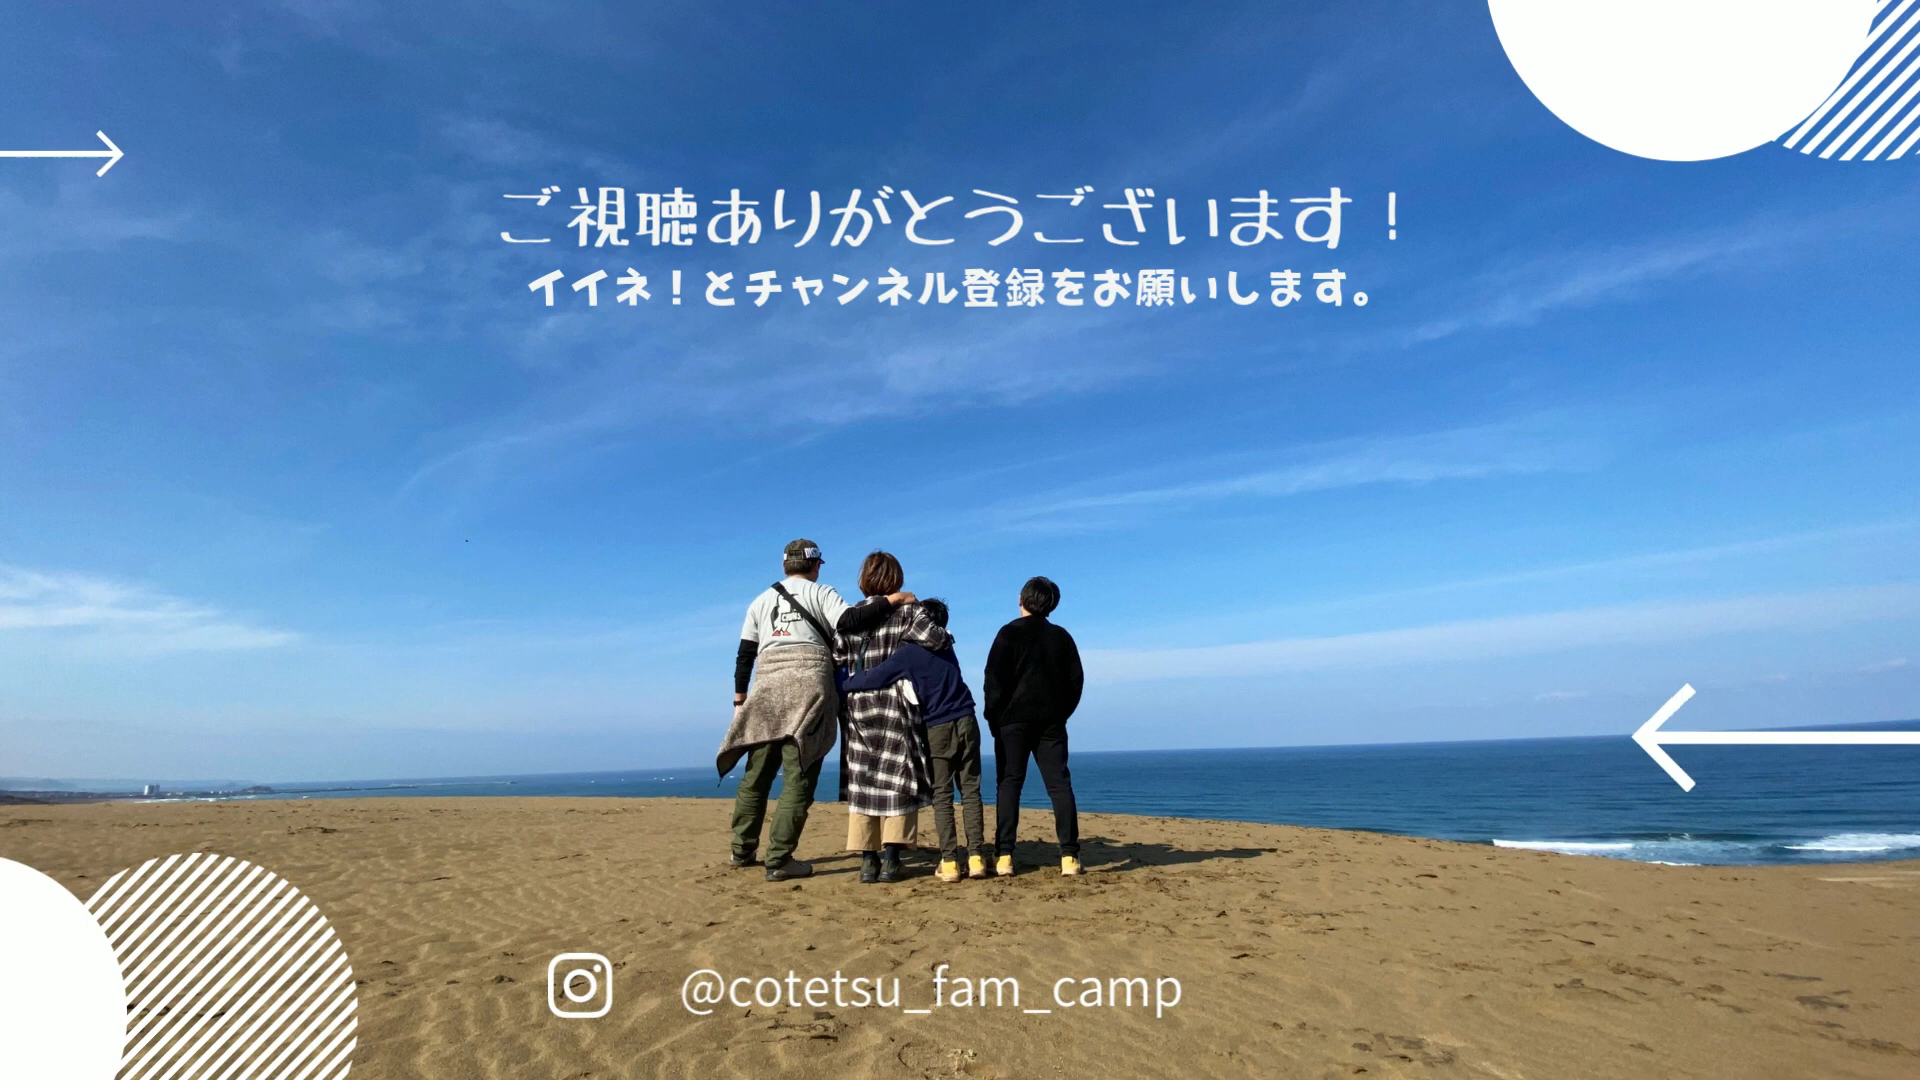 ご視聴ありがとうございます！
イイネ！とチャンネル登録をお願いします。
@cotetsu_fam_camp